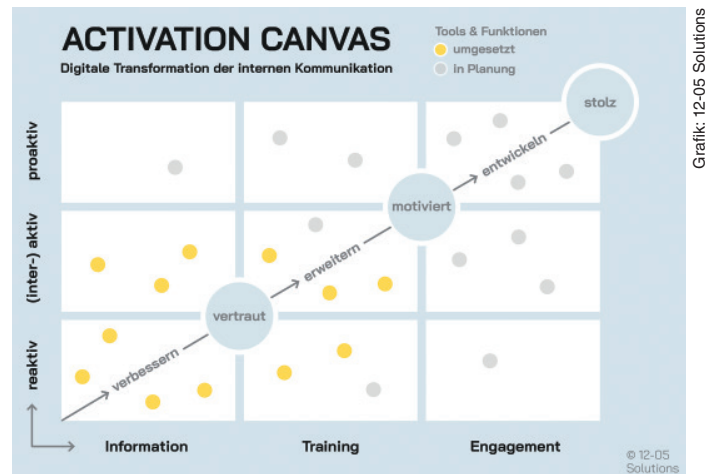 ACTIVATION CANVAS
Digitale Transformation der internen Kommunikation
Tools & Funktionen
umgesetzt
in Planung
Grafik: 12-05 Solutions
stolz
proaktiv
entwickeln
motiviert
(inter-) aktiv
erweitern
vertraut
reaktiv
verbessern
Information
Training
Engagement
© 12-05
Solutions